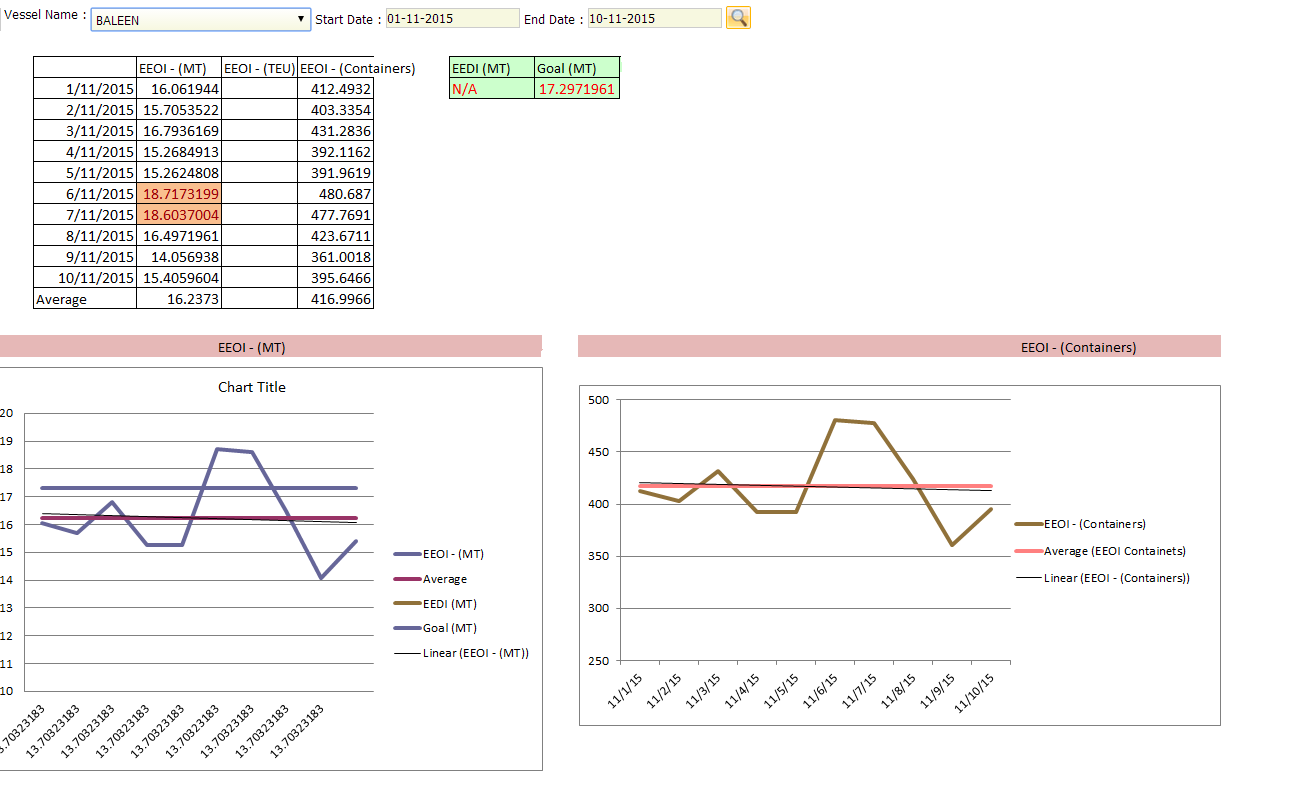 Vessel Name : BALEEN Start Date : 01-11-2015 End Date : 10-11-2015
EEOI - (MT) EEOI - (TEU) EEOI - (Containers)
1/11/2015 16.061944 412.4932
2/11/2015 15.7053522 403.3354
3/11/2015 16.7936169 431.2836
4/11/2015 15.2684913 392.1162
5/11/2015 15.2624808 391.9619
6/11/2015 18.7173199 480.687
7/11/2015 18.6037004 477.7691
8/11/2015 16.4971961 423.6711
9/11/2015 14.056938 361.0018
10/11/2015 15.4059604 395.6466
Average 16.2373 416.9966
EEDI (MT) Goal (MT)
N/A 17.2971961
EEOI - (MT)
Chart Title
20
19
18
17
16
15
14
13
12
11
10
13.70323183
13.70323183
13.70323183
13.70323183
13.70323183
13.70323183
13.70323183
13.70323183
EEOI - (MT)
Average
EEDI (MT)
Goal (MT)
Linear (EEOI - (MT))
EEOI - (Containers)
500
450
400
350
300
250
11/1/15
11/2/15
11/3/15
11/4/15
11/5/15
11/6/15
11/7/15
11/8/15
11/9/15
11/10/15
EEOI - (Containers)
Average (EEOI Containets)
Linear (EEOI - (Containers))